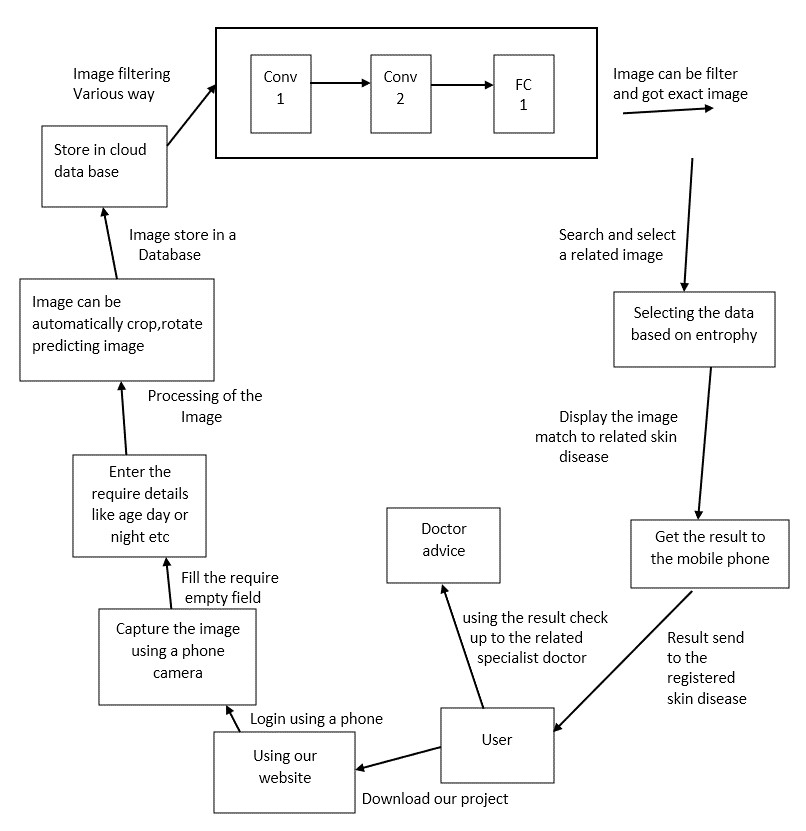 Image filtering
Various way
Conv
1
Conv
2
FC
1
Image can be filter
and got exact image
Store in cloud
data base
Image store in a
Database
Search and select
a related image
Image can be
automatically crop,rotate
predicting image
Selecting the data
based on entrophy
Processing of the
Image
Display the image
match to related skin
disease
Enter the
require details
like age day or
night etc
Doctor
advice
Get the result to
the mobile phone
Fill the require
empty field
Capture the image
using a phone
camera
using the result check
up to the related
specialist doctor
Result send
to the
registered
skin disease
Login using a phone
User
Using our
website
Download our project